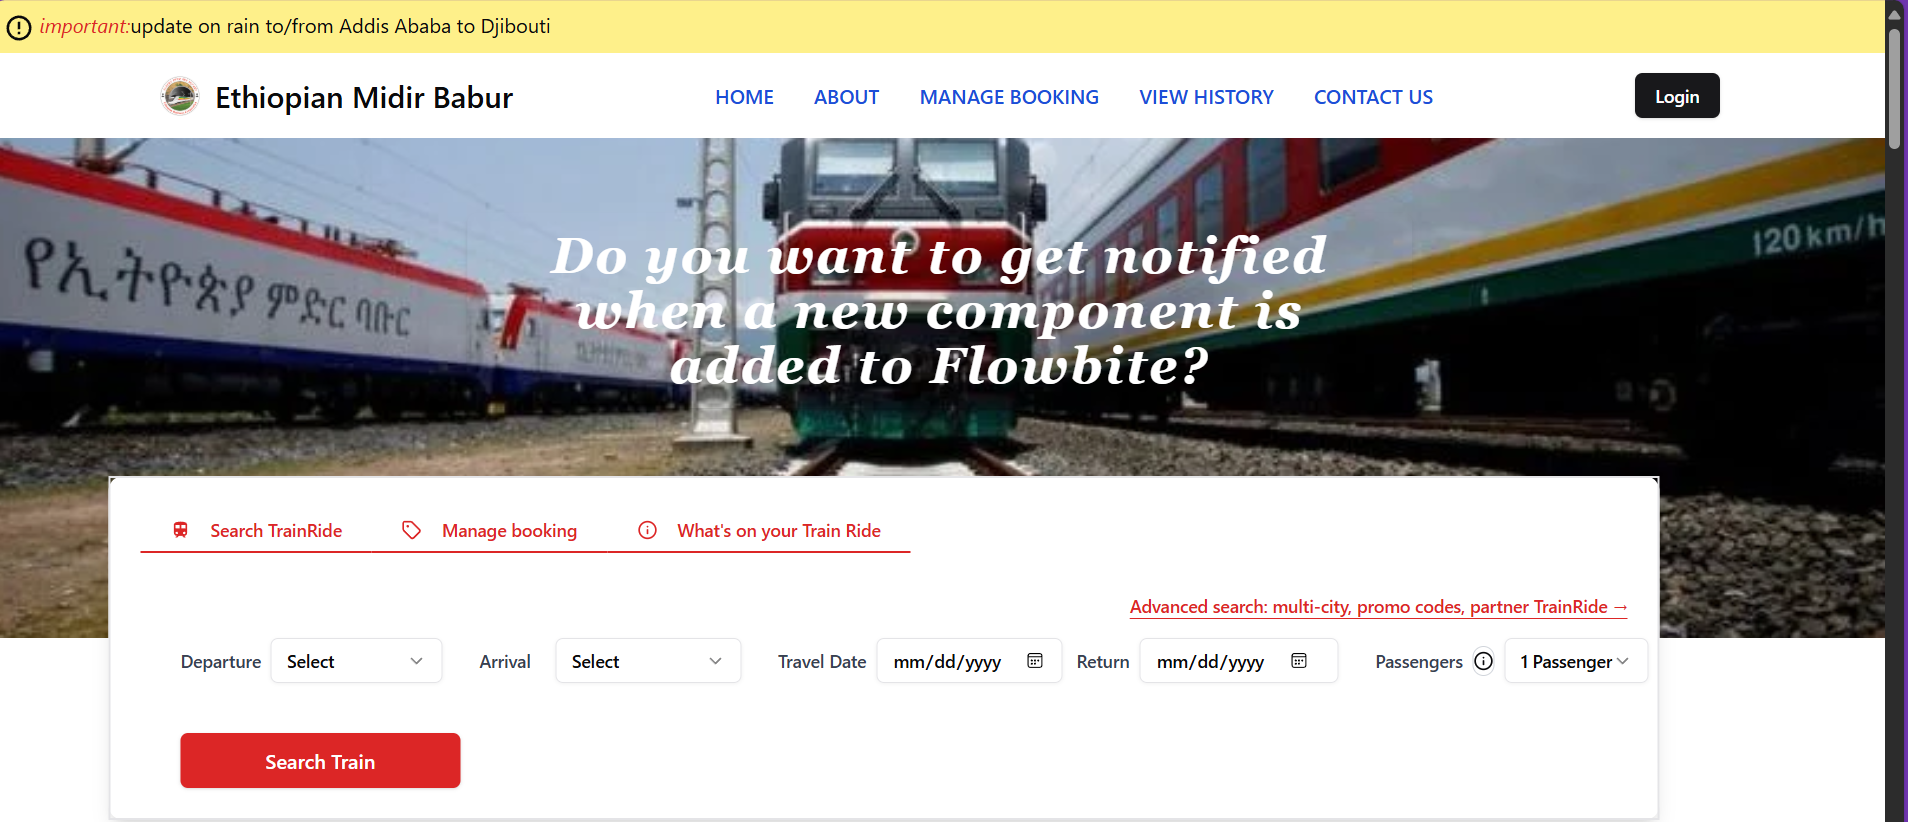 important:update on rain to/from Addis Ababa to Djibouti
Ethiopian Midir Babur
HOME
ABOUT
MANAGE BOOKING
VIEW HISTORY
CONTACT US
Login
የኢትዮጵያ ምድር ባቡር
120 km/h
Do you want to get notified
when a new component is
added to Flowbite?
Search TrainRide
Manage booking
What's on your Train Ride
Advanced search: multi-city, promo codes, partner TrainRide →
Departure
Select
Arrival
Select
Travel Date
mm/dd/yyyy
Return
mm/dd/yyyy
Passengers
1 Passenger
Search Train